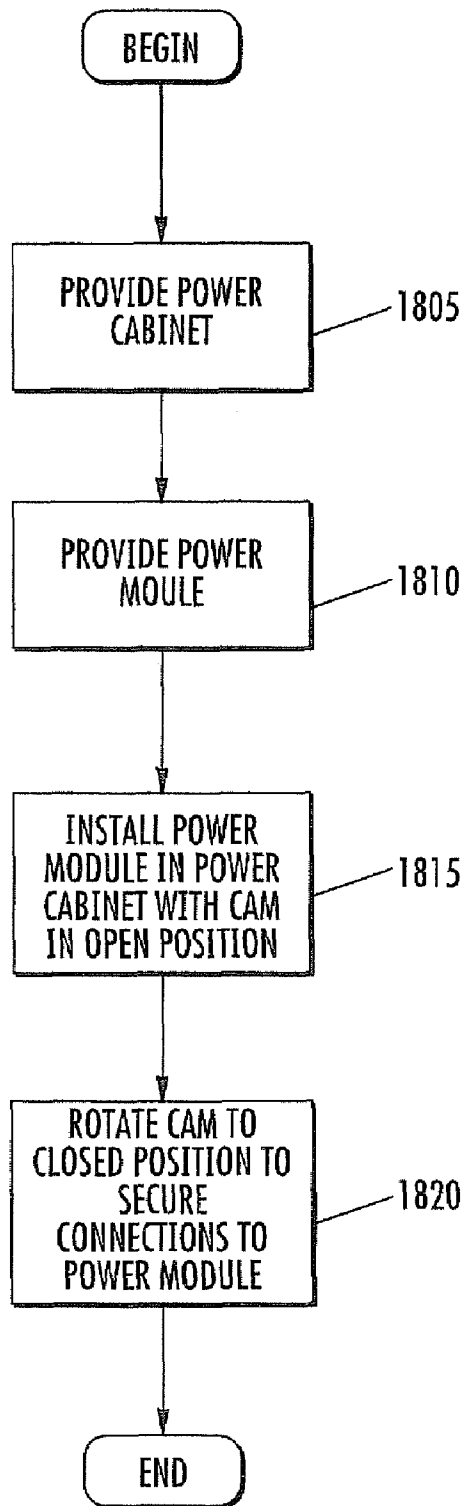 BEGIN
PROVIDE POWER
CABINET
1805
PROVIDE POWER
MOULE
1810
INSTALL POWER
MODULE IN POWER
CABINET WITH CAM
IN OPEN POSITION
1815
ROTATE CAM TO
CLOSED POSITION TO
SECURE
CONNECTIONS TO
POWER MODULE
1820
END